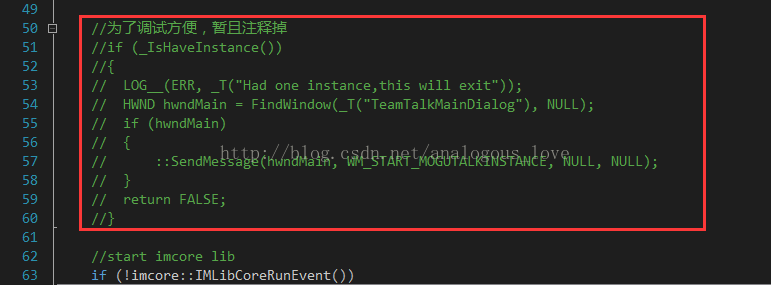 49
50 //为了调试方便，暂且注释掉
51 //if (_IsHaveInstance())
52 //{
53 // LOG__(ERR, _T("Had one instance,this will exit"));
54 // HWND hwndMain = FindWindow(_T("TeamTalkMainDialog"), NULL);
55 // if (hwndMain)
56 // {
57 // ::SendMessage(hwndMain, WM_START_MOGUTALKINSTANCE, NULL, NULL);
http://blog.csdn.net/analogous_love
58 // }
59 // return FALSE;
60 //}
61
62 //start imcore lib
63 if (!imcore::IMLibCoreRunEvent())